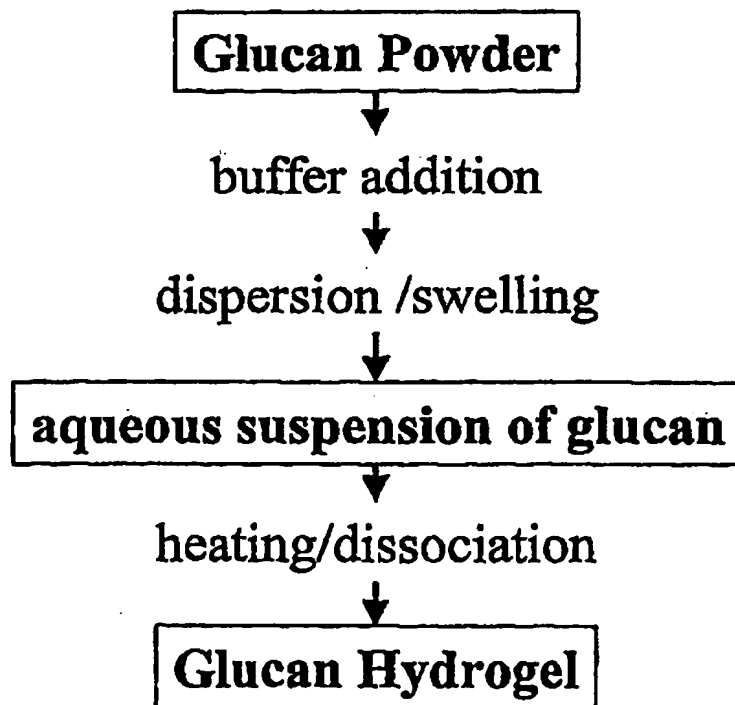 Glucan Powder
buffer addition
dispersion /swelling
aqueous suspension of glucan
heating/dissociation
Glucan Hydrogel